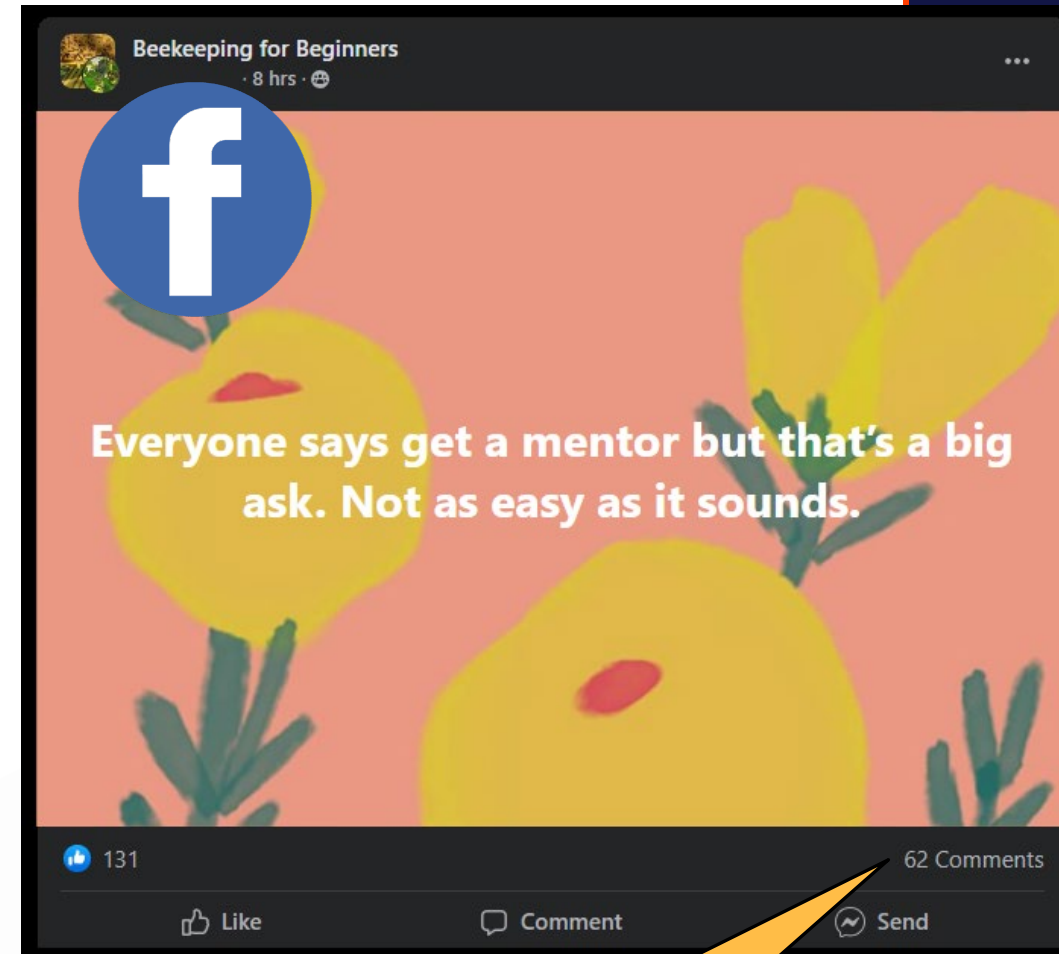 Beekeeping for Beginners
· 8 hrs ·
f
Everyone says get a mentor but that’s a big
ask. Not as easy as it sounds.
131
62 Comments
Like
Comment
Send